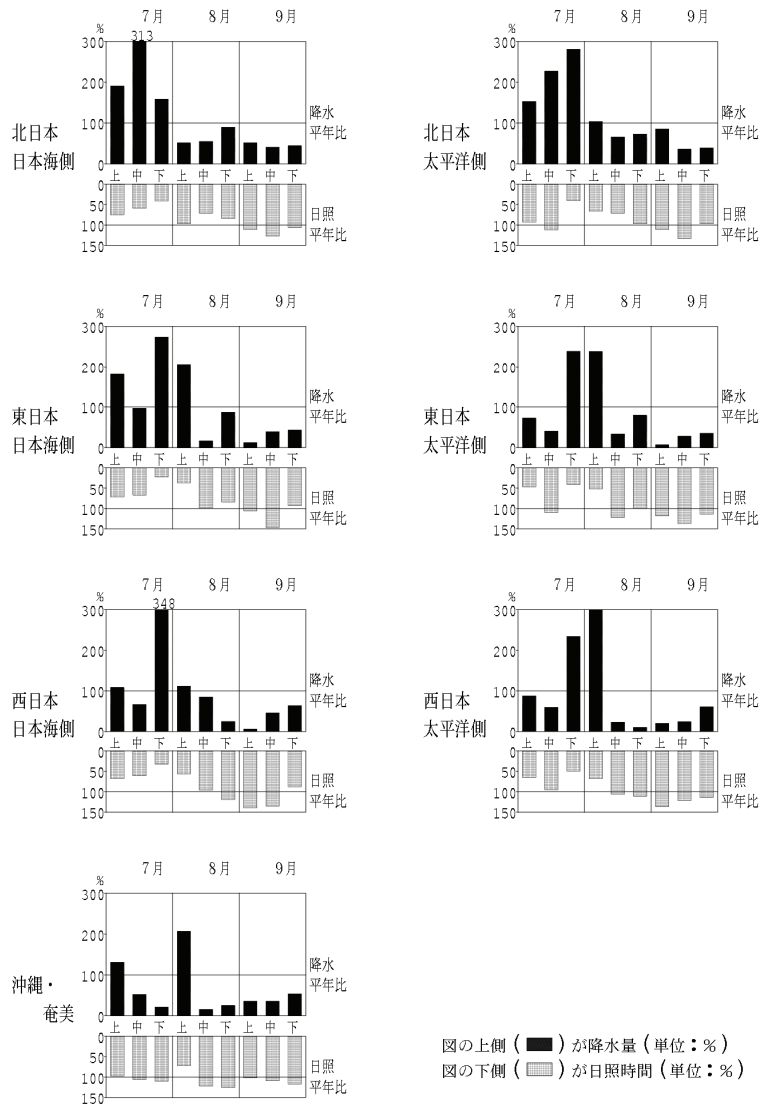 7月 8月 9月
%
313
300
200
100
0
降水
平年比
北日本
日本海側
上 中 下 上 中 下 上 中 下
0
50
100
150
日照
平年比
7月 8月 9月
%
300
200
100
0
降水
平年比
北日本
太平洋側
上 中 下 上 中 下 上 中 下
0
50
100
150
日照
平年比
7月 8月 9月
%
300
200
100
0
降水
平年比
東日本
日本海側
上 中 下 上 中 下 上 中 下
0
50
100
150
日照
平年比
7月 8月 9月
%
300
200
100
0
降水
平年比
東日本
太平洋側
上 中 下 上 中 下 上 中 下
0
50
100
150
日照
平年比
7月 8月 9月
%
348
300
200
100
0
降水
平年比
西日本
日本海側
上 中 下 上 中 下 上 中 下
0
50
100
150
日照
平年比
7月 8月 9月
%
300
200
100
0
降水
平年比
西日本
太平洋側
上 中 下 上 中 下 上 中 下
0
50
100
150
日照
平年比
7月 8月 9月
%
300
200
100
0
降水
平年比
沖縄・
奄美
上 中 下 上 中 下 上 中 下
0
50
100
150
日照
平年比
図の上側(　)が降水量(単位:%)
図の下側(　)が日照時間(単位:%)